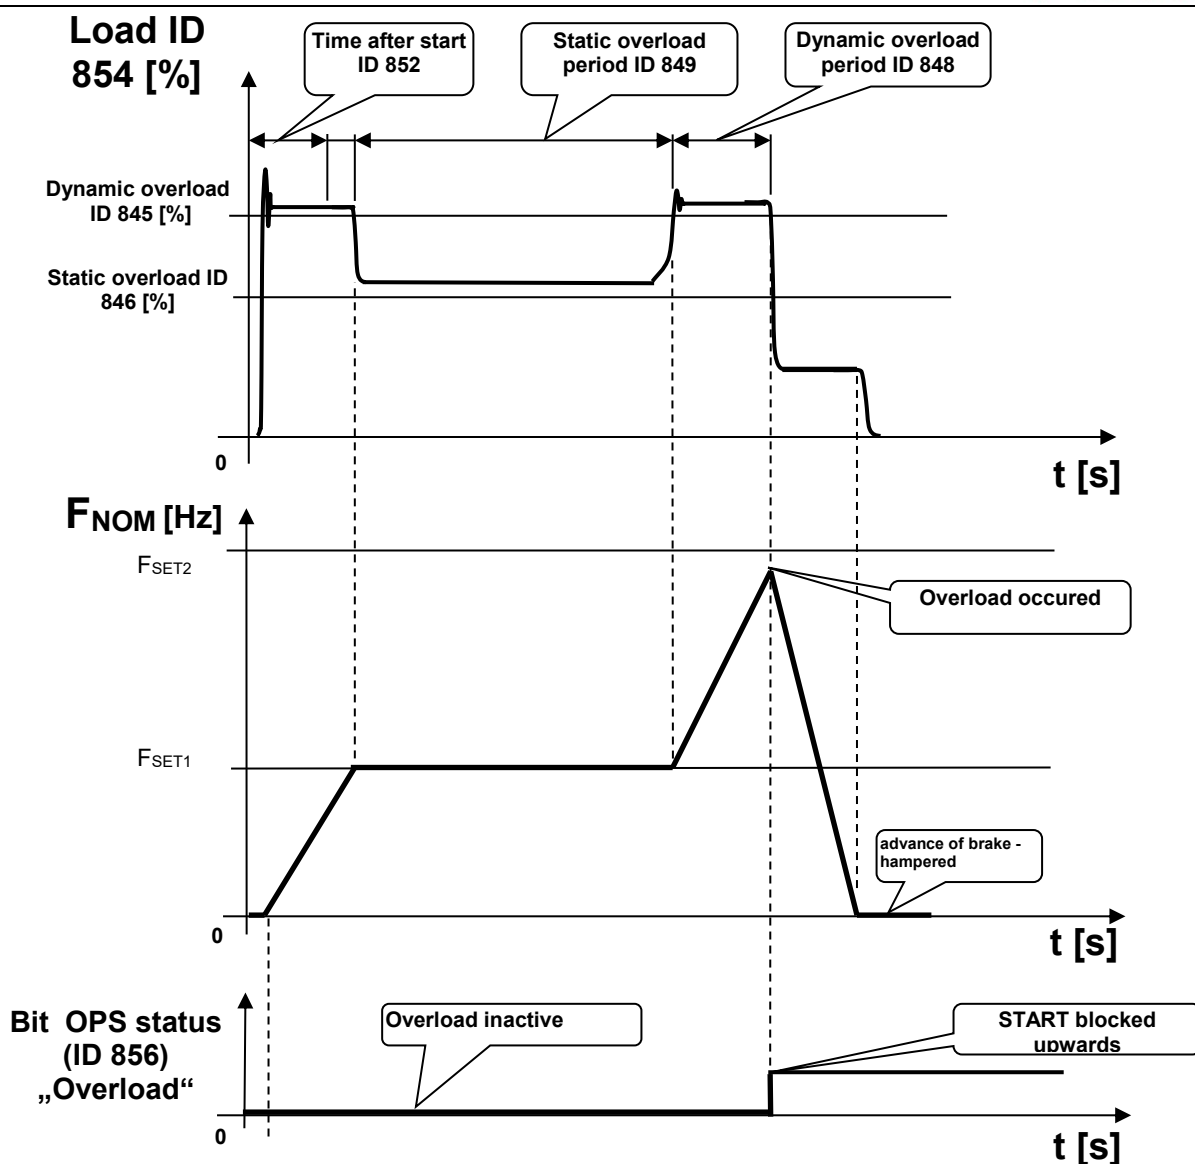 Load ID
854 [%]
Time after start
ID 852
Static overload
period ID 849
Dynamic overload
period ID 848
Dynamic overload
ID 845 [%]
Static overload ID
846 [%]
0
t [s]
FNOM [Hz]
FSET2
Overload occured
FSET1
advance of brake -
hampered
0
t [s]
Bit OPS status
(ID 856)
„Overload“
Overload inactive
START blocked
upwards
0
t [s]